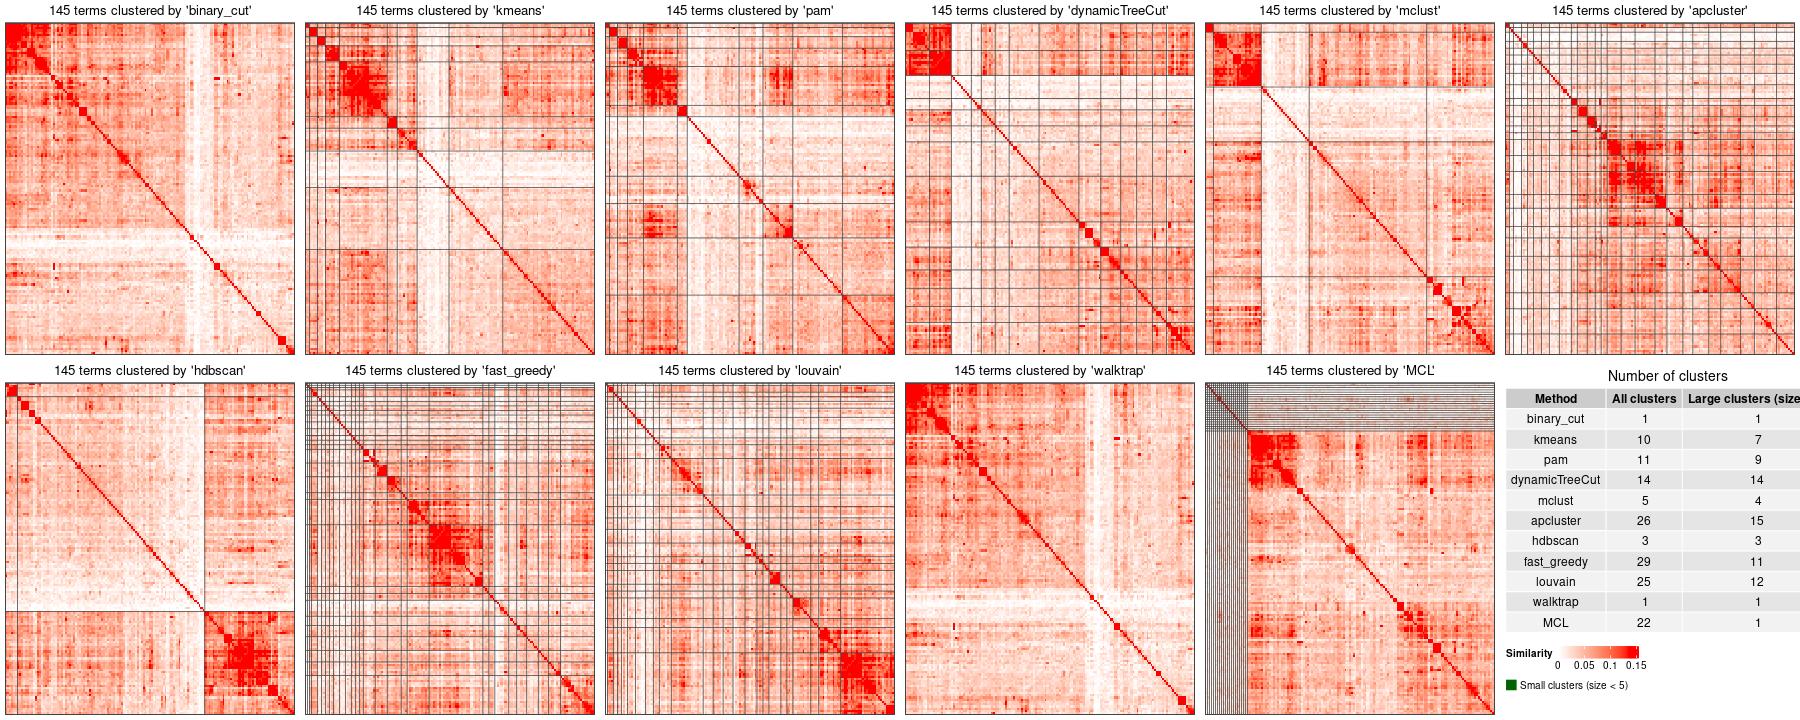 145 terms clustered by 'binary_cut'
145 terms clustered by 'kmeans'
145 terms clustered by 'pam'
145 terms clustered by 'dynamicTreeCut'
145 terms clustered by 'mclust'
145 terms clustered by 'apcluster'
145 terms clustered by 'hdbscan'
145 terms clustered by 'fast_greedy'
145 terms clustered by 'louvain'
145 terms clustered by 'walktrap'
145 terms clustered by 'MCL'
Number of clusters
Method All clusters Large clusters (size
binary_cut 1 1
kmeans 10 7
pam 11 9
dynamicTreeCut 14 14
mclust 5 4
apcluster 26 15
hdbscan 3 3
fast_greedy 29 11
louvain 25 12
walktrap 1 1
MCL 22 1
Similarity
0 0.05 0.1 0.15
Small clusters (size < 5)